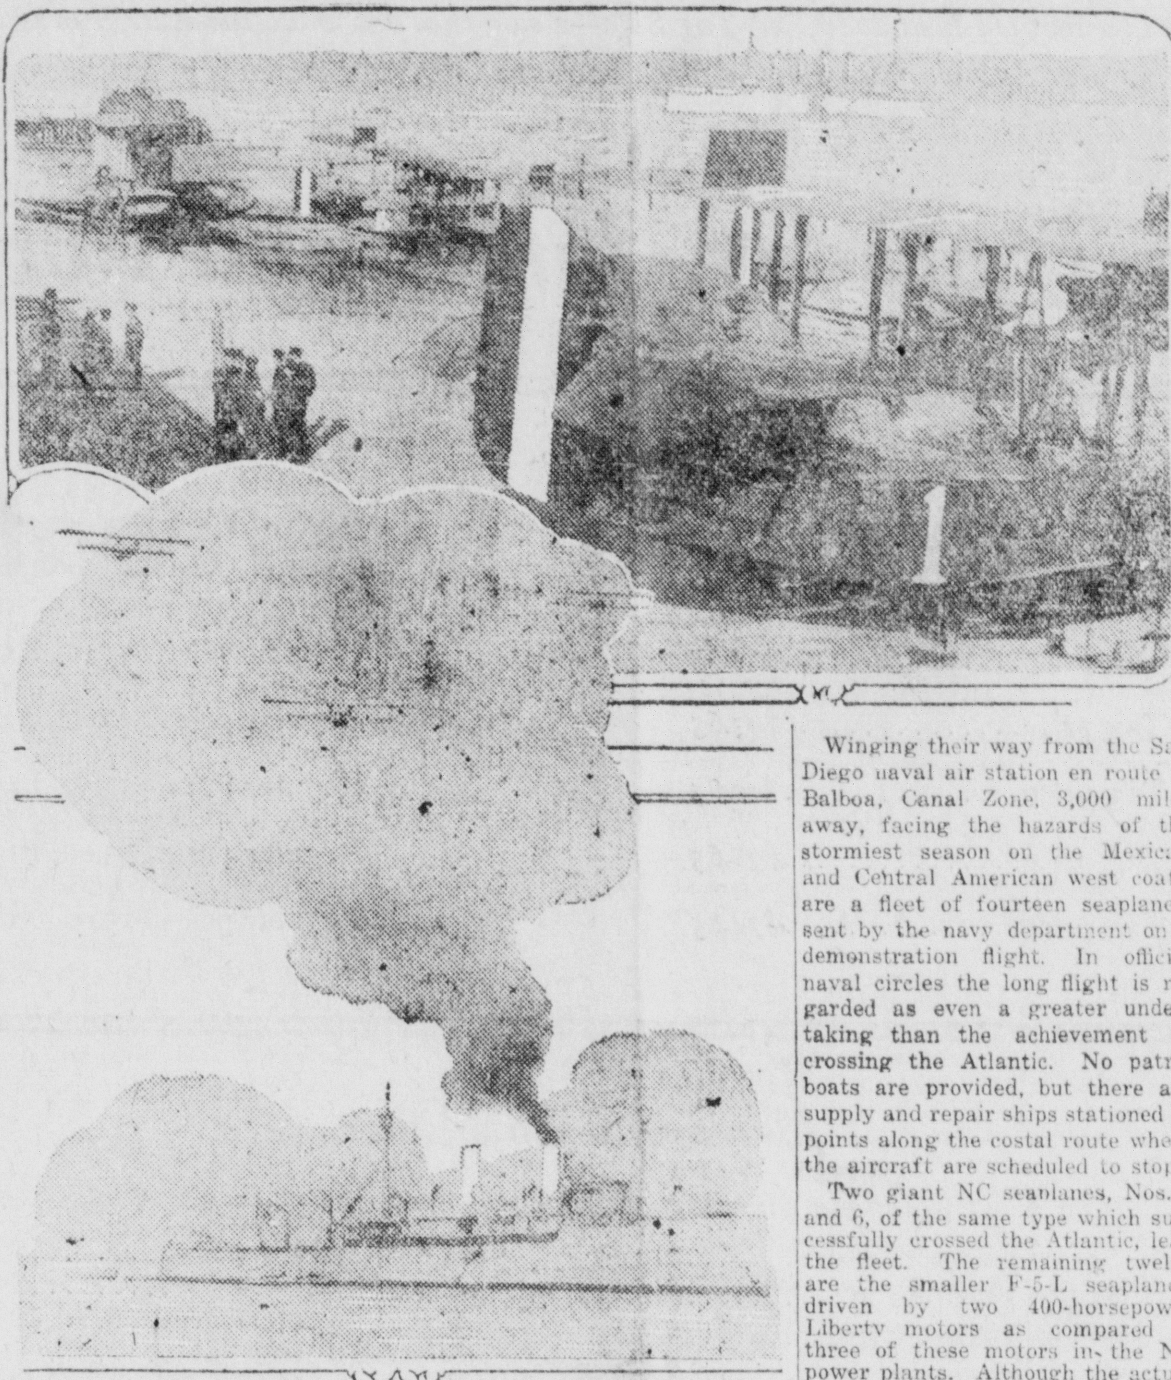 1
Winging their way from the Sa
Diego naval air station en route
Balboa, Canal Zone, 3,000 mil
away, facing the hazards of th
stormiest season on the Mexica
and Central American west coat
are a fleet of fourteen seaplane
sent by the navy department on
demonstration flight. In offici
naval circles the long flight is r
garded as even a greater unde
taking than the achievement
crossing the Atlantic. No patr
boats are provided, but there a
supply and repair ships stationed
points along the costal route whe
the aircraft are scheduled to stop
Two giant NC seaplanes, Nos.
and 6, of the same type which su
cessfully crossed the Atlantic, le
the fleet. The remaining twel
are the smaller F-5-L seaplan
driven by two 400-horsepow
Liberty motors as compared
three of these motors in the N
power plants. Although the actu